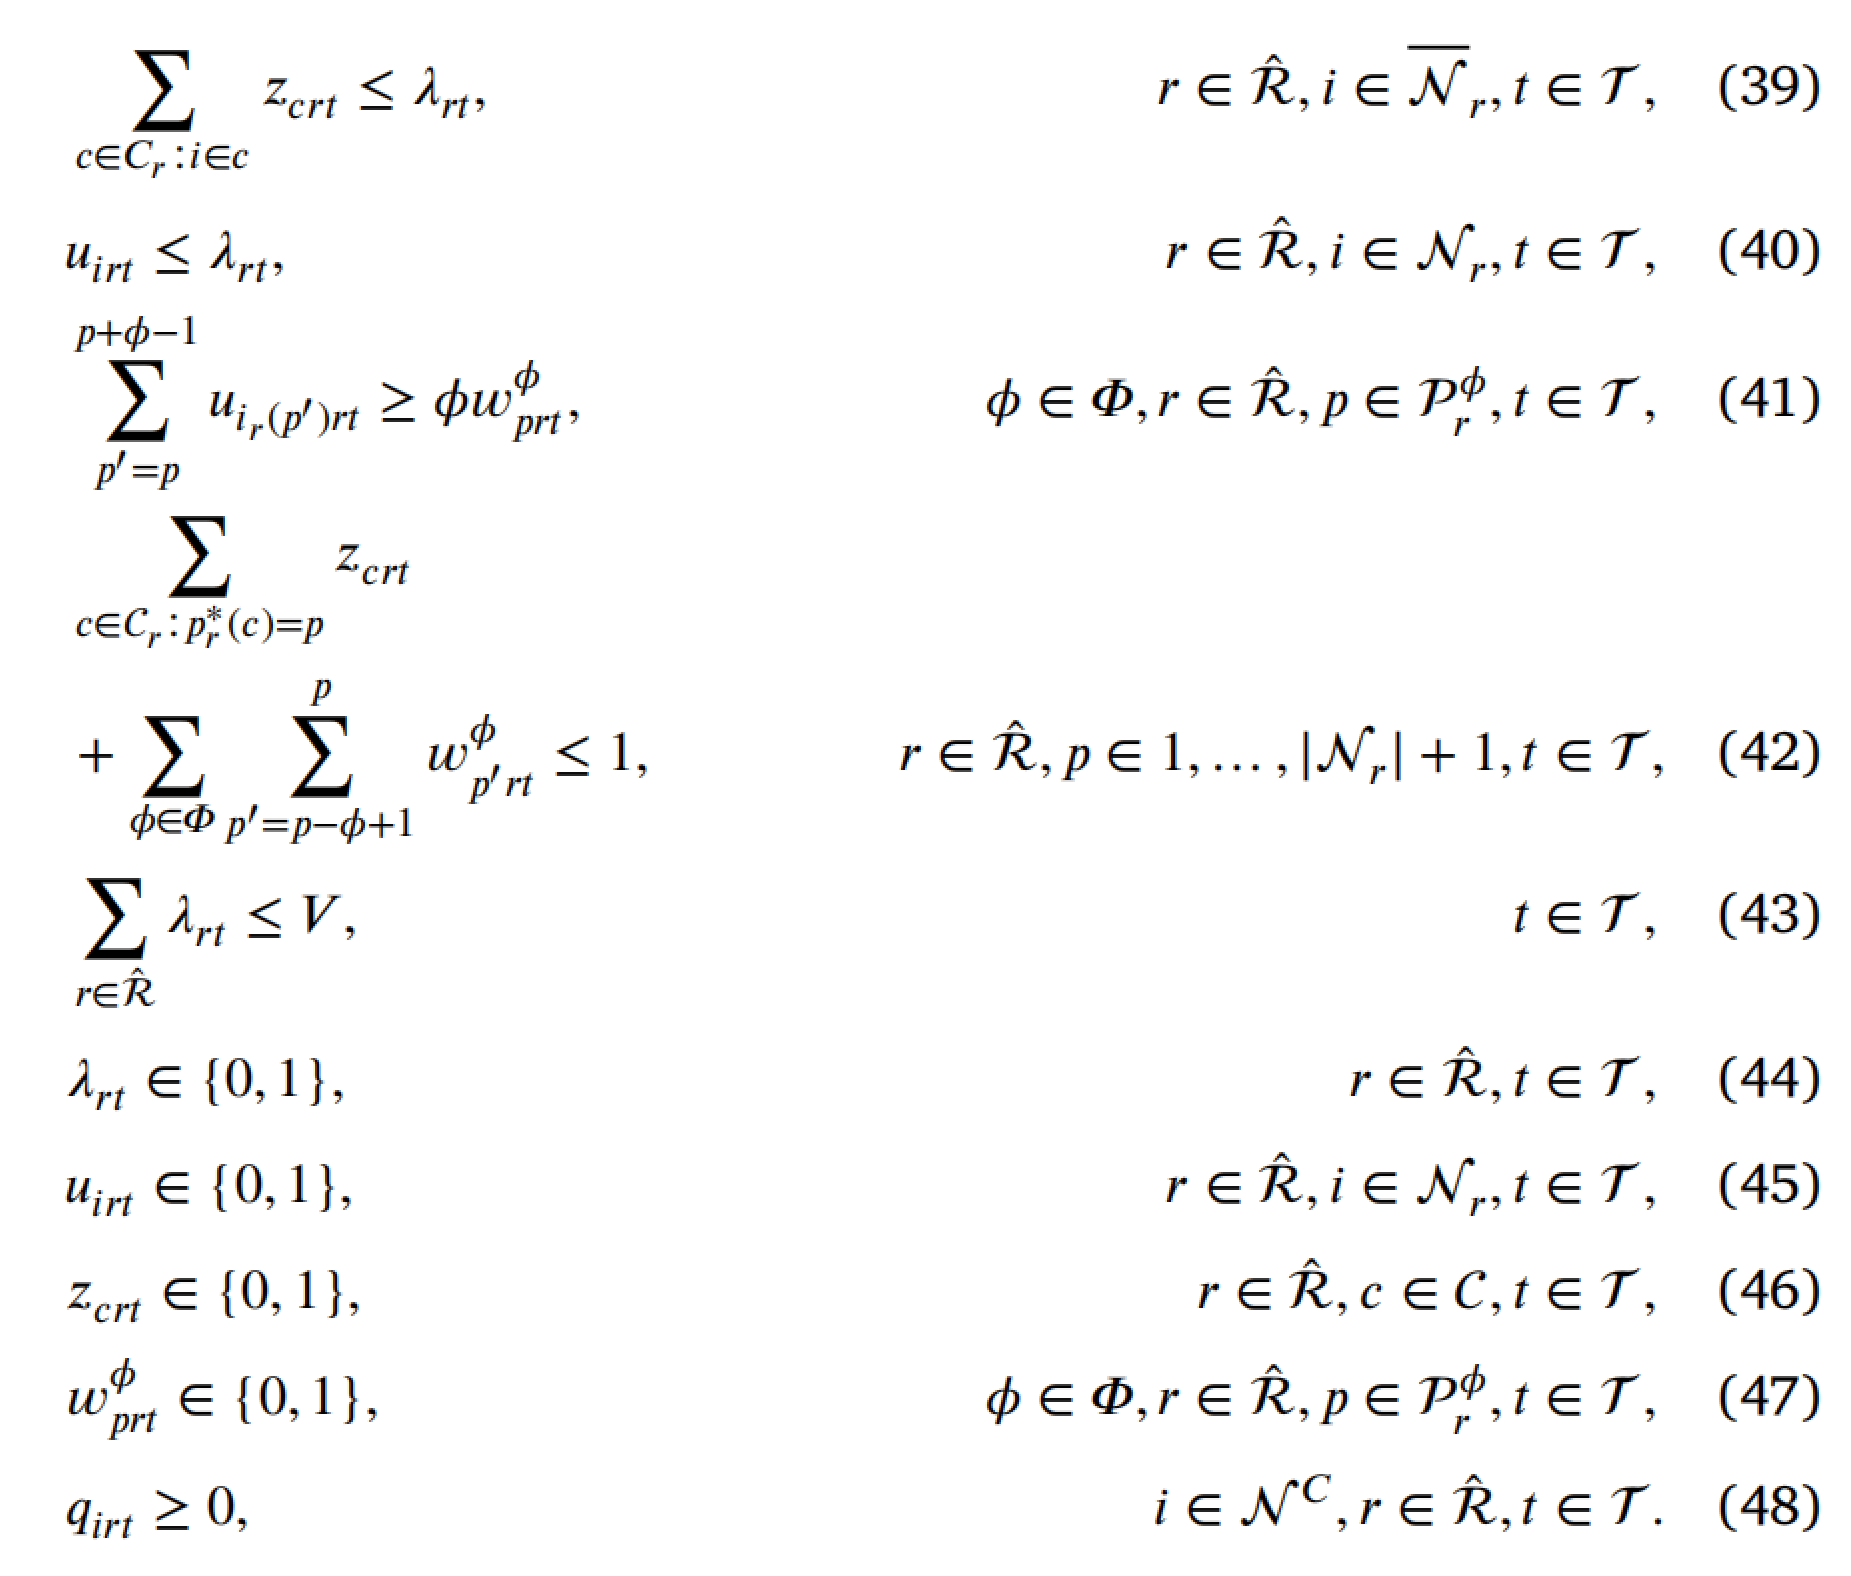 ∑_{c∈C_r:i∈c} z_{crt} ≤ λ_{rt}, r ∈ R̂, i ∈ \overline{𝒩}_r, t ∈ 𝒯, (39)
u_{irt} ≤ λ_{rt}, r ∈ R̂, i ∈ 𝒩_r, t ∈ 𝒯, (40)
∑_{p′=p}^{p+ϕ−1} u_{i_r(p′)rt} ≥ ϕw^ϕ_{prt}, ϕ ∈ Φ, r ∈ R̂, p ∈ 𝒫^ϕ_r, t ∈ 𝒯, (41)
∑_{c∈C_r:p^*_r(c)=p} z_{crt}
+ ∑_{ϕ∈Φ} ∑_{p′=p−ϕ+1}^{p} w^ϕ_{p′rt} ≤ 1, r ∈ R̂, p ∈ 1, … , |𝒩_r| + 1, t ∈ 𝒯, (42)
∑_{r∈R̂} λ_{rt} ≤ V, t ∈ 𝒯, (43)
λ_{rt} ∈ {0, 1}, r ∈ R̂, t ∈ 𝒯, (44)
u_{irt} ∈ {0, 1}, r ∈ R̂, i ∈ 𝒩_r, t ∈ 𝒯, (45)
z_{crt} ∈ {0, 1}, r ∈ R̂, c ∈ C, t ∈ 𝒯, (46)
w^ϕ_{prt} ∈ {0, 1}, ϕ ∈ Φ, r ∈ R̂, p ∈ 𝒫^ϕ_r, t ∈ 𝒯, (47)
q_{irt} ≥ 0, i ∈ 𝒩^C, r ∈ R̂, t ∈ 𝒯. (48)